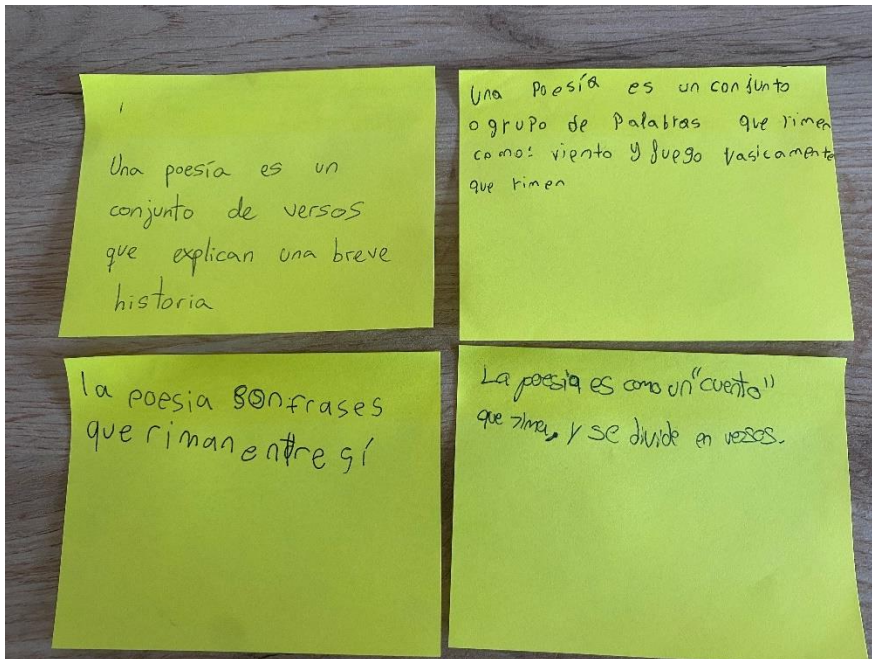 Una poesía es un
conjunto de versos
que explican una breve
historia
Una Poesía es un conjunto
o grupo de Palabras que rimen
como: viento y fuego vasicamente
que rimen
la poesia son frases
que riman entre sí
La poesia es como un "cuento"
que rima, y se divide en versos.